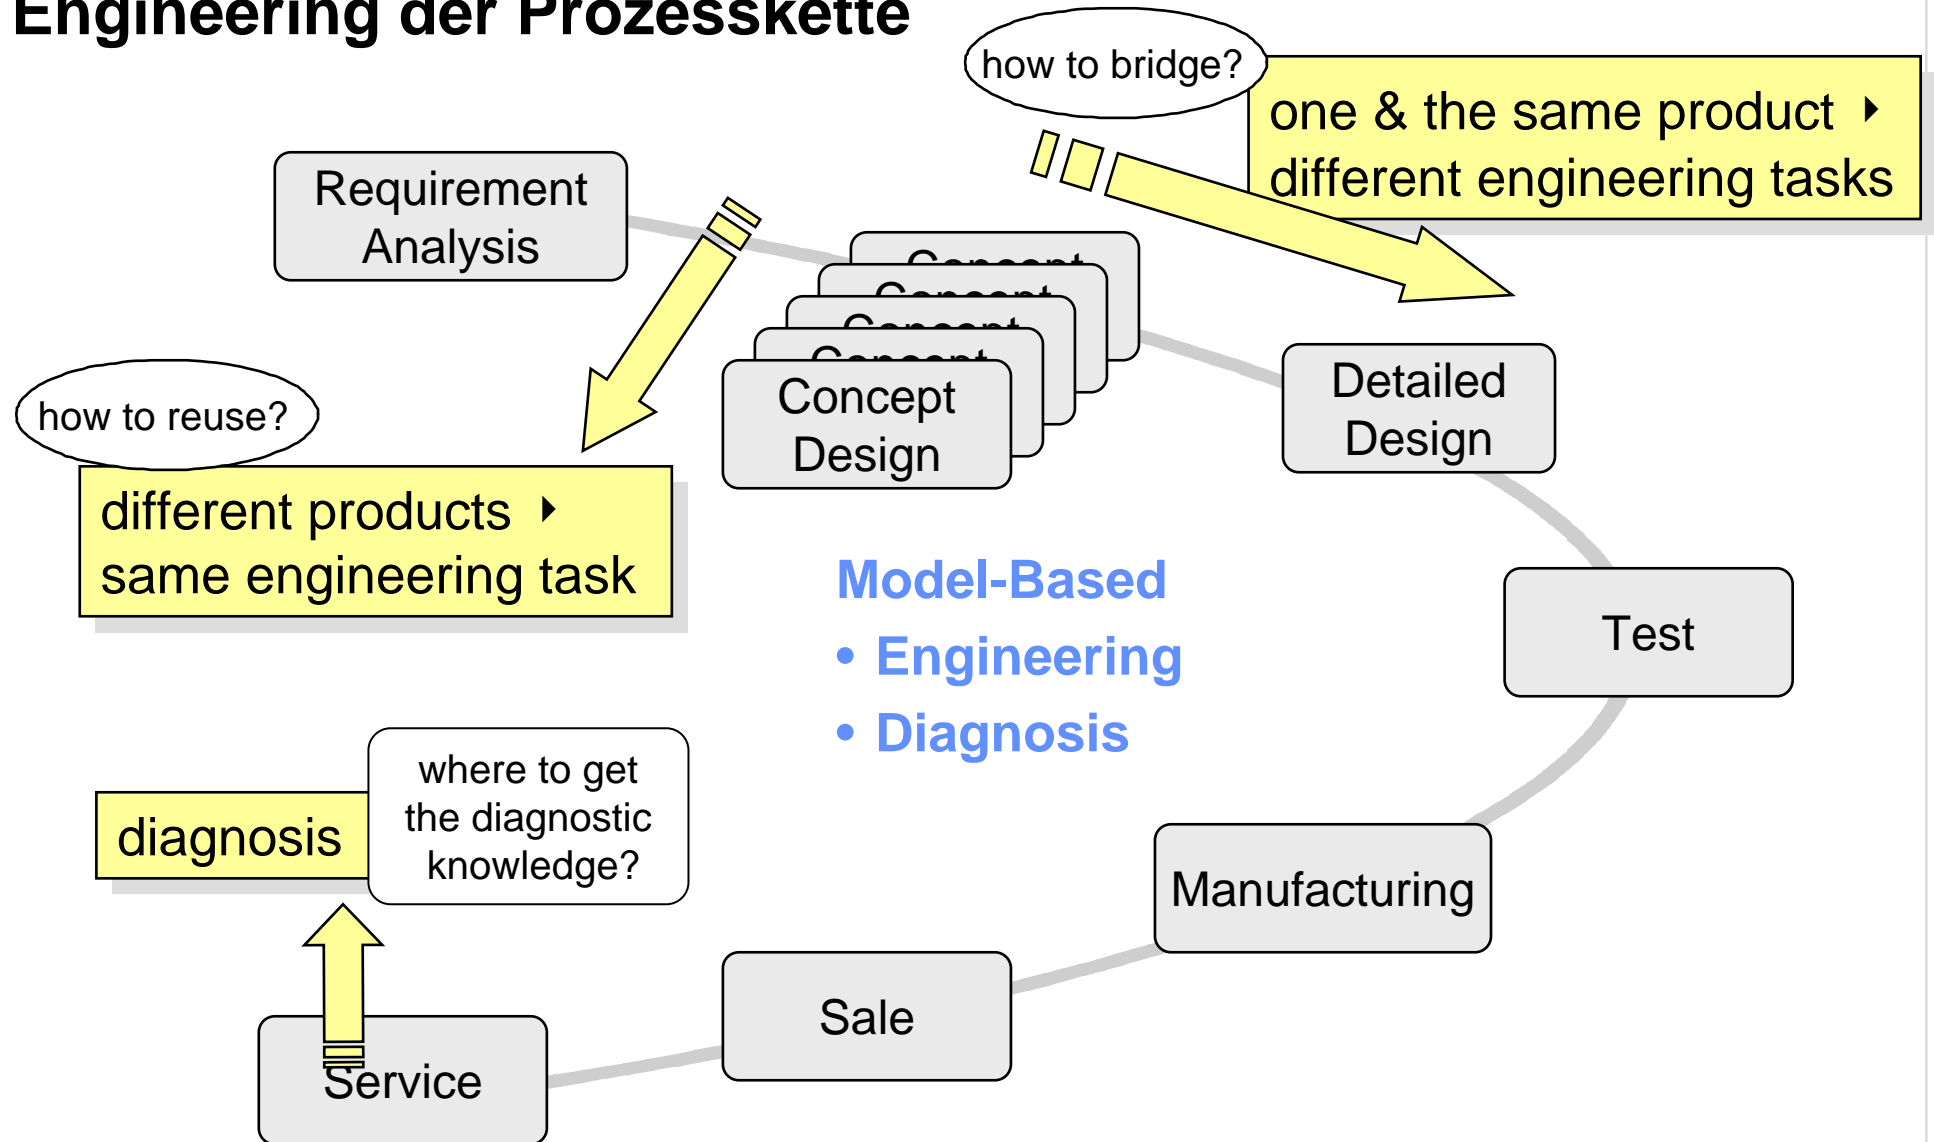 Engineering der Prozesskette
how to bridge?
one & the same product ▸
different engineering tasks
Requirement
Analysis
Concept
Concept
Concept
Concept
Concept
Design
Detailed
Design
how to reuse?
different products ▸
same engineering task
Model-Based
• Engineering
• Diagnosis
Test
where to get
the diagnostic
knowledge?
diagnosis
Manufacturing
Sale
Service